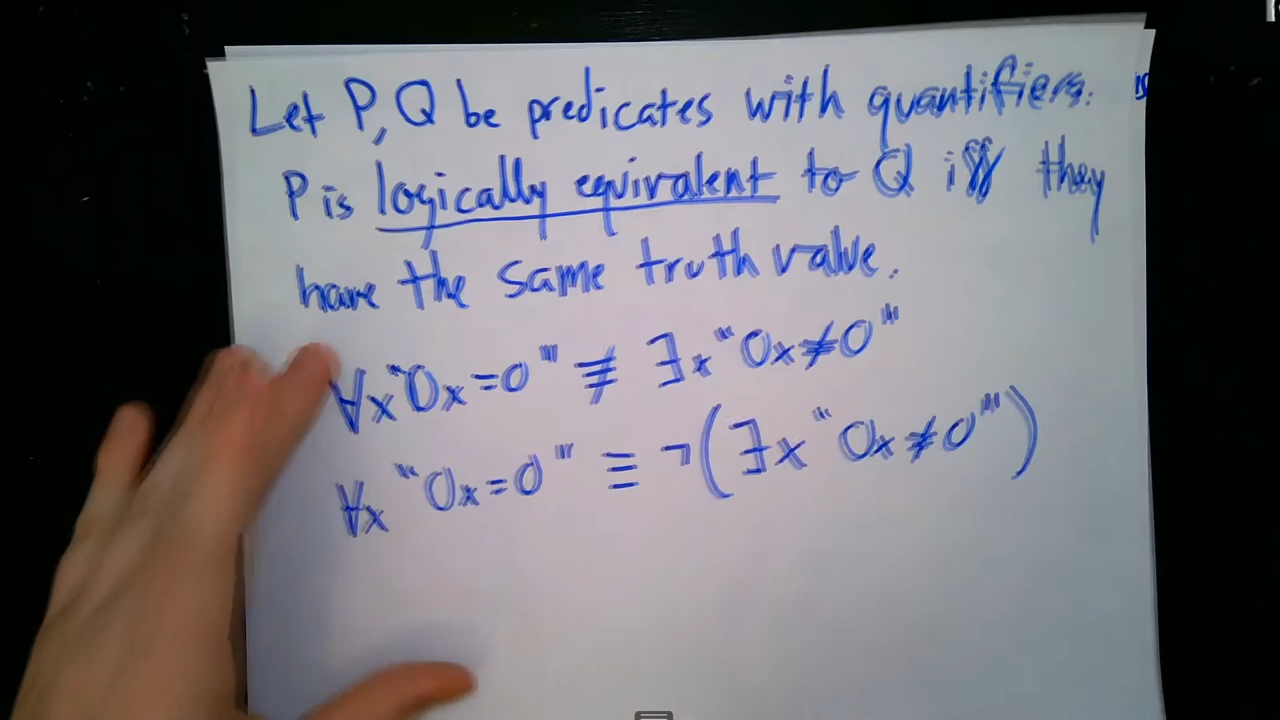 Let P, Q be predicates with quantifiers.
P is logically equivalent to Q iff they
have the same truth value.
∀x "0x=0" ≢ ∃x "0x≠0"
∀x "0x=0" ≡ ¬(∃x "0x≠0")